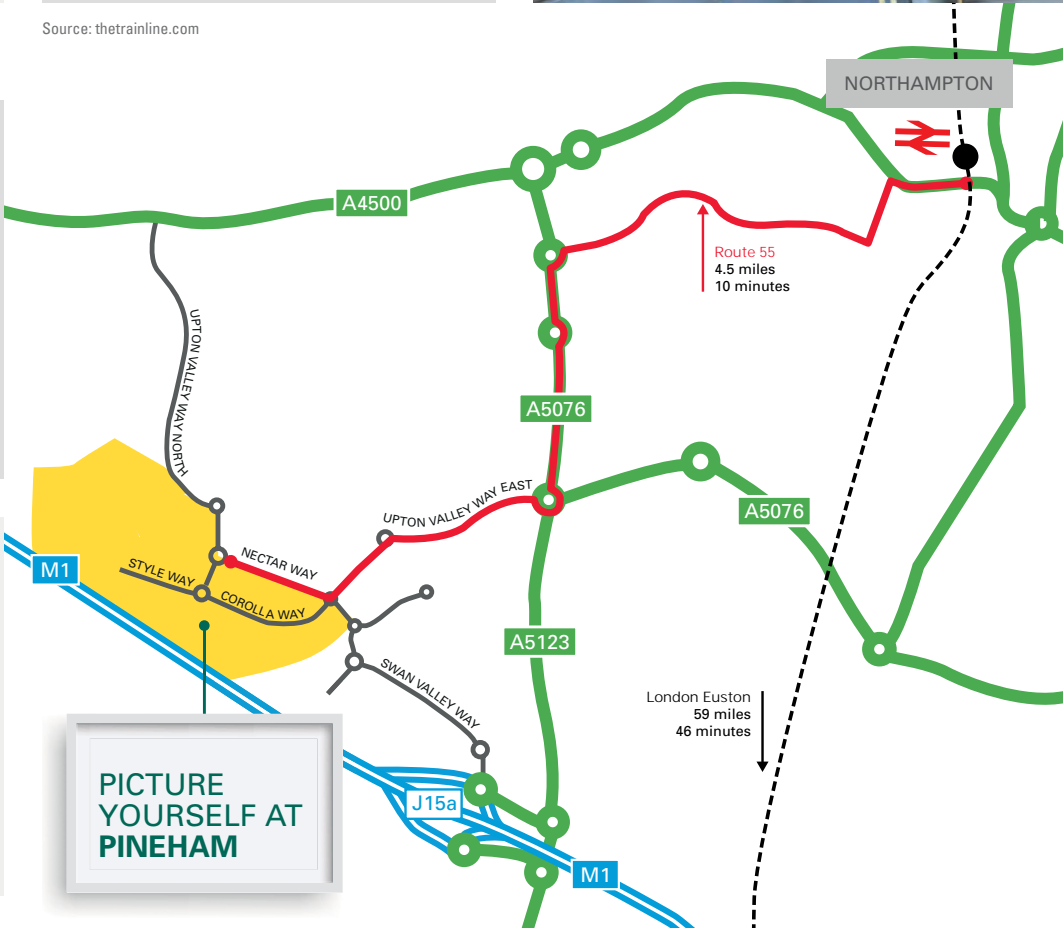 Source: thetrainline.com
NORTHAMPTON
A4500
Route 55
4.5 miles
10 minutes
UPTON VALLEY WAY NORTH
A5076
UPTON VALLEY WAY EAST
A5076
NECTAR WAY
M1
STYLE WAY
COROLLA WAY
A5123
SWAN VALLEY WAY
London Euston
59 miles
46 minutes
PICTURE
YOURSELF AT
PINEHAM
J15a
M1